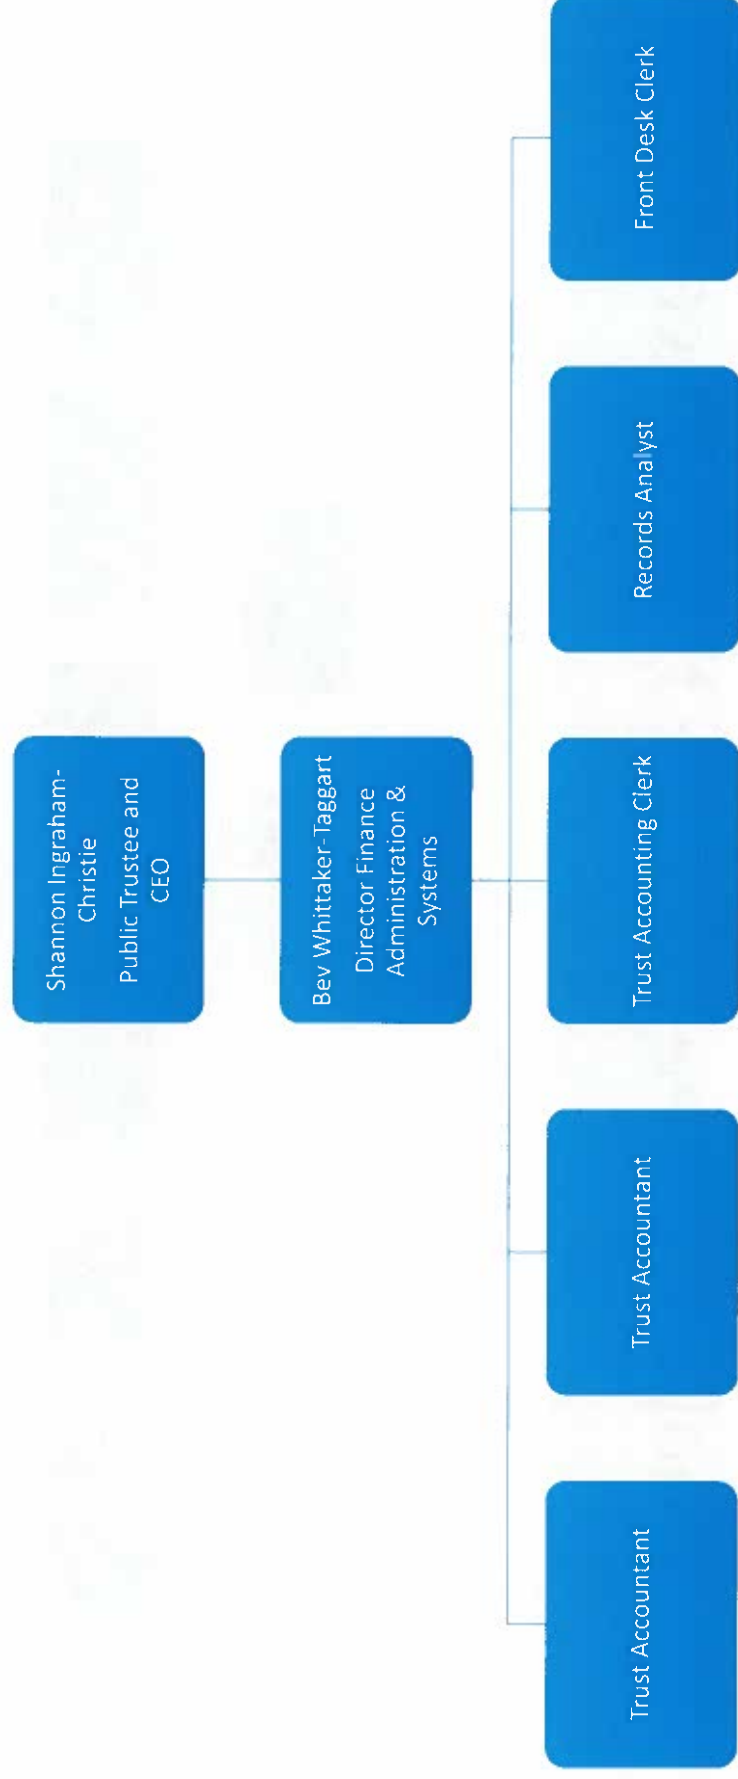 Shannon Ingraham-
Christie
Public Trustee and
CEO
Bev Whittaker-Taggart
Director Finance
Administration &
Systems
Trust Accountant
Trust Accountant
Trust Accounting Clerk
Records Analyst
Front Desk Clerk